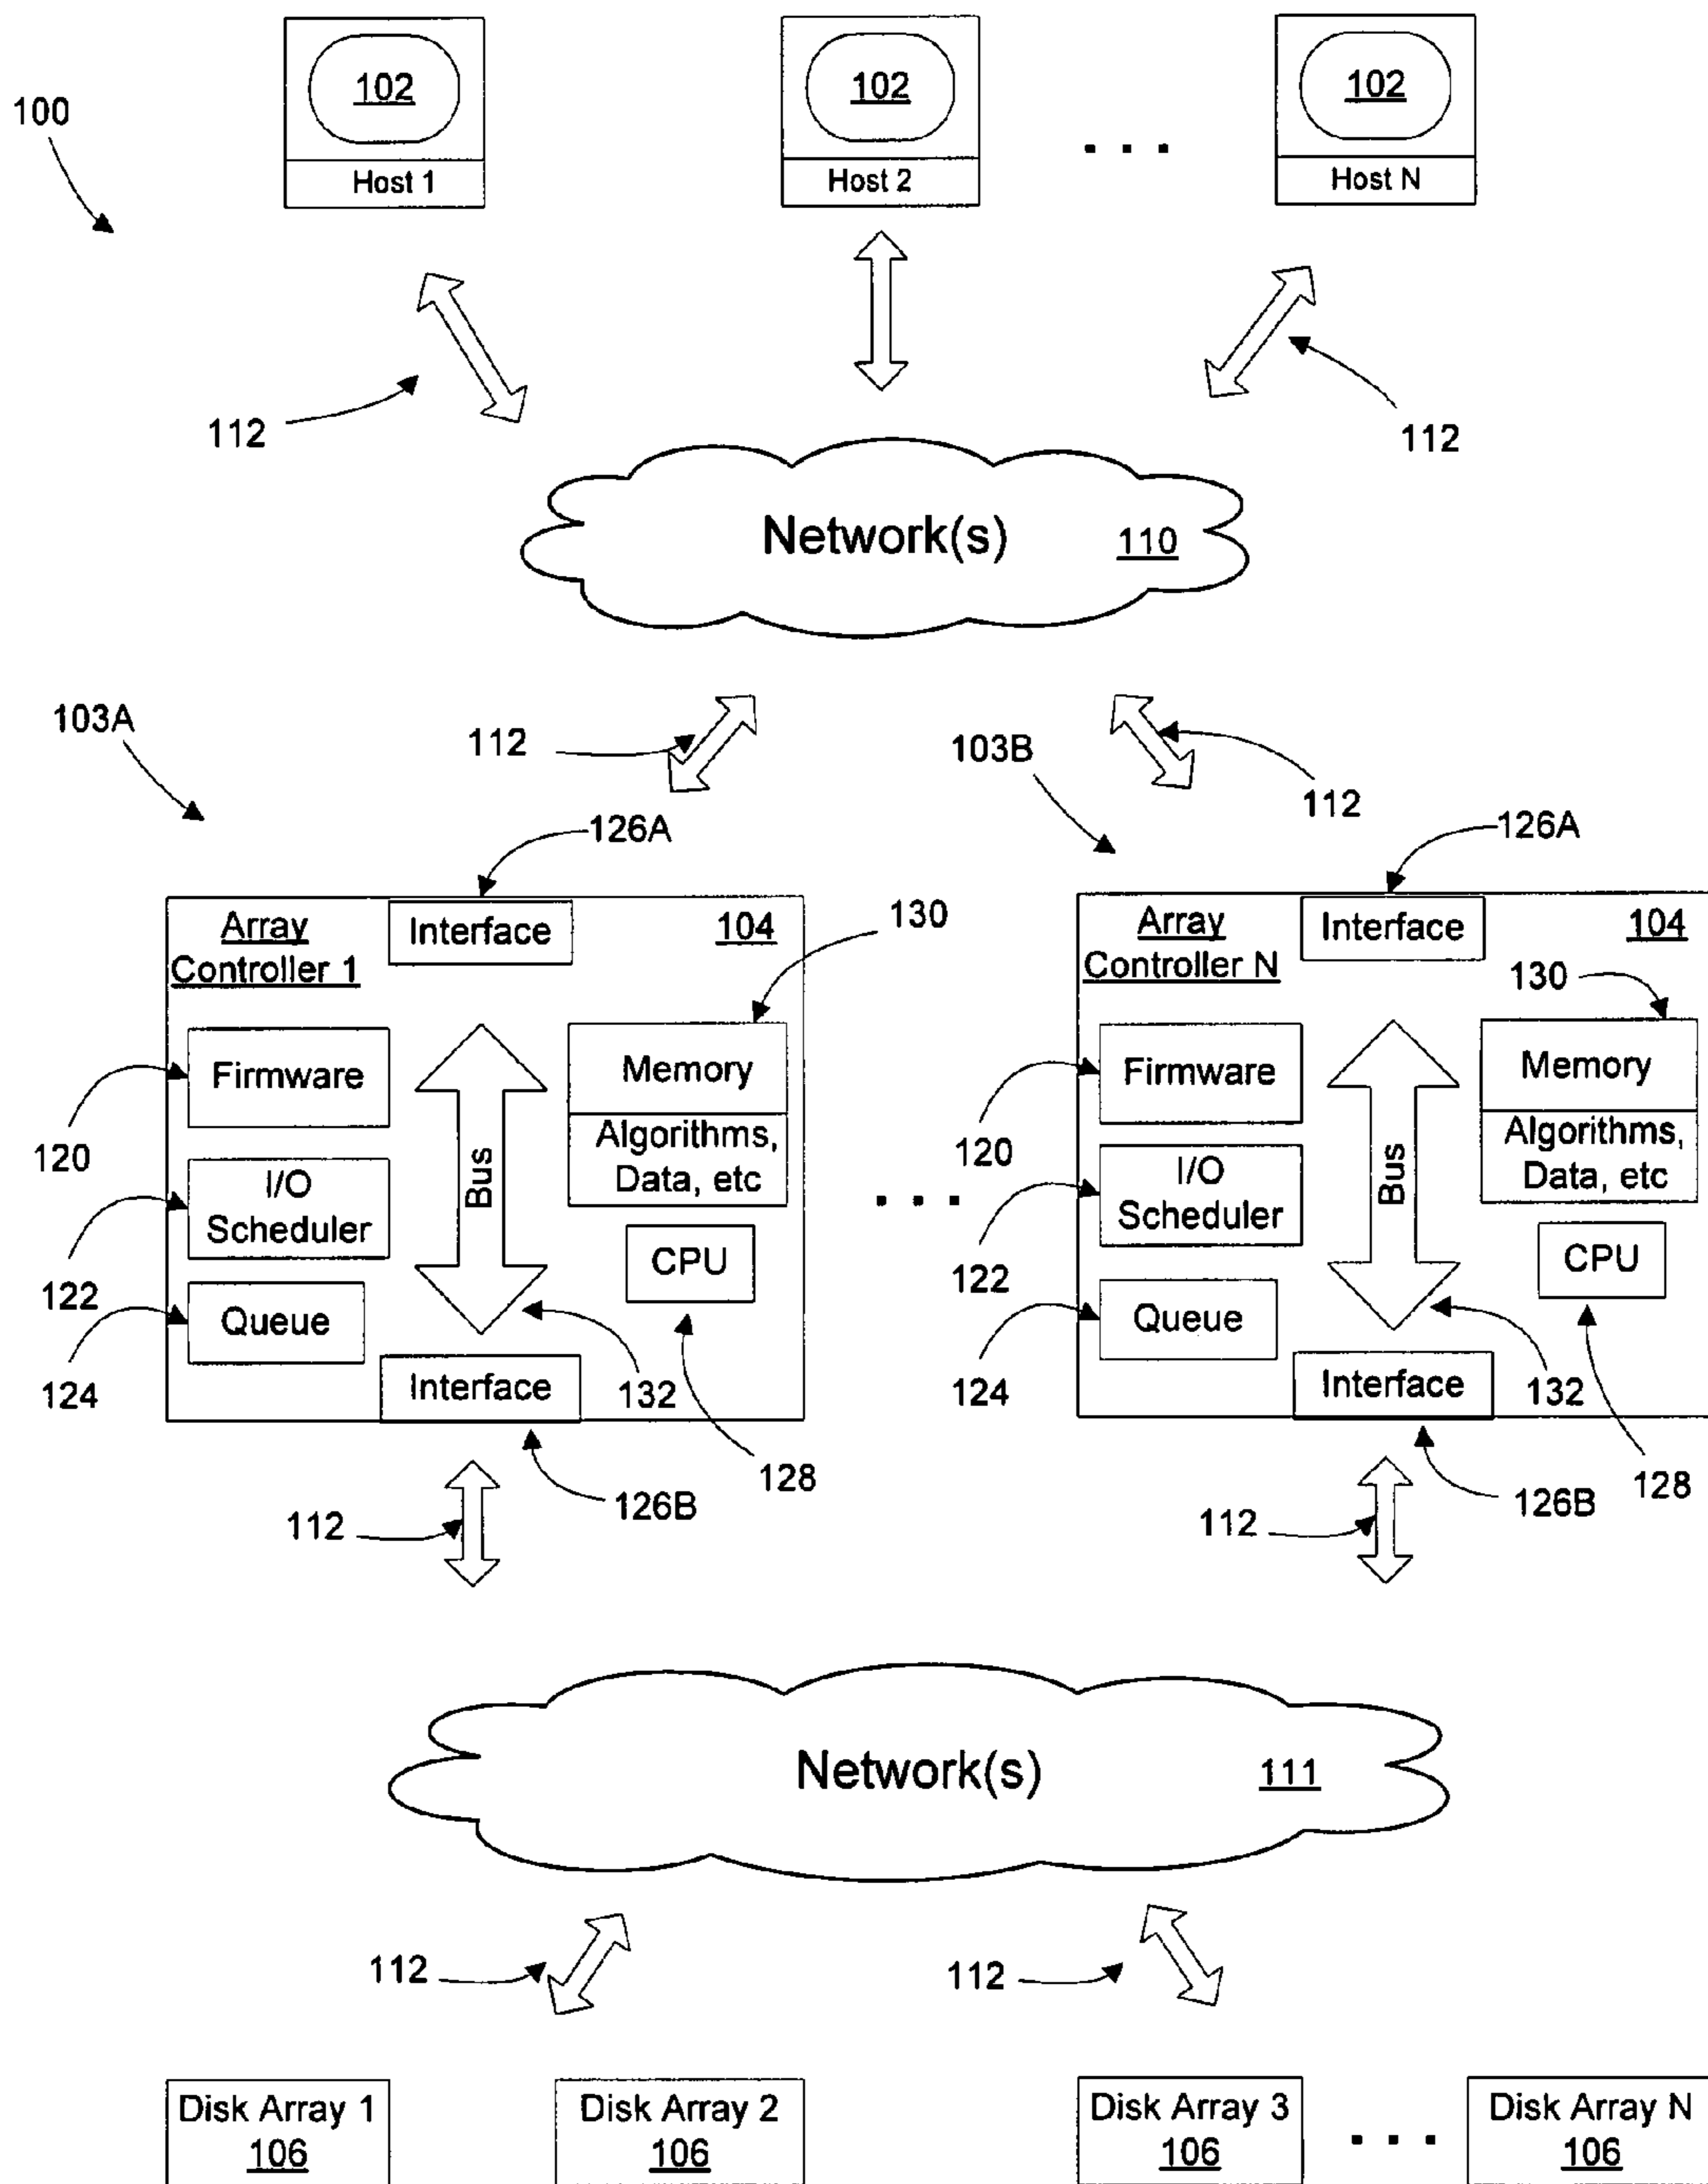 100
102
102
102
Host 1
Host 2
. . .
Host N
112
112
Network(s) 110
103A
112
103B
112
126A
126A
Array
Controller 1
Interface
104
130
Firmware
Memory
Algorithms,
Data, etc
120
I/O
Scheduler
Bus
CPU
122
Queue
124
Interface
132
128
126B
112
. . .
Array
Controller N
Interface
104
130
Firmware
Memory
Algorithms,
Data, etc
120
I/O
Scheduler
Bus
CPU
122
Queue
124
Interface
132
128
126B
112
Network(s) 111
112
112
Disk Array 1
106
Disk Array 2
106
Disk Array 3
106
. . .
Disk Array N
106